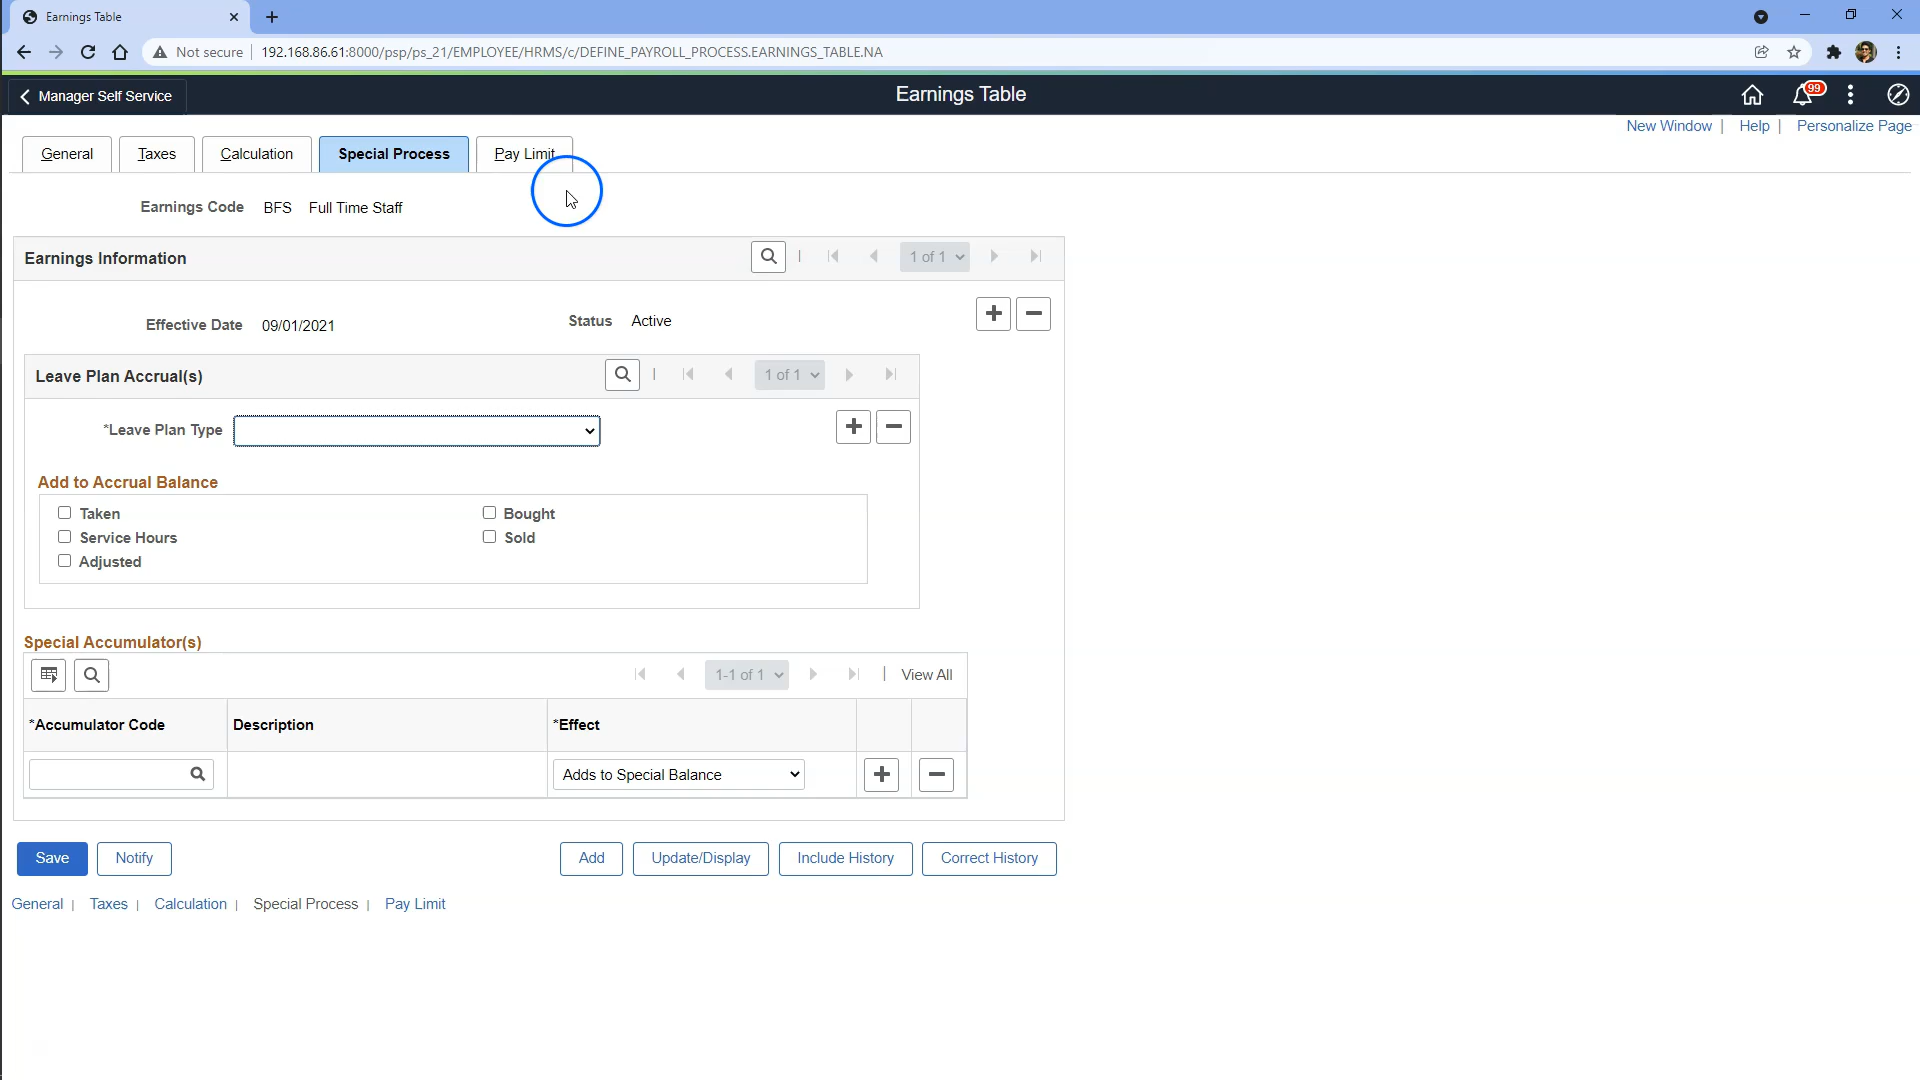 Earnings Table
Not secure 192.168.86.61:8000/psp/ps_21/EMPLOYEE/HRMS/c/DEFINE_PAYROLL_PROCESS.EARNINGS_TABLE.NA
Manager Self Service
Earnings Table
99
New Window | Help | Personalize Page
General Taxes Calculation Special Process Pay Limit
Earnings Code BFS Full Time Staff
Earnings Information
1 of 1
Effective Date 09/01/2021 Status Active
Leave Plan Accrual(s)
1 of 1
*Leave Plan Type
Add to Accrual Balance
Taken Bought
Service Hours Sold
Adjusted
Special Accumulator(s)
1-1 of 1 | View All
*Accumulator Code Description *Effect
Adds to Special Balance
Save Notify Add Update/Display Include History Correct History
General | Taxes | Calculation | Special Process | Pay Limit